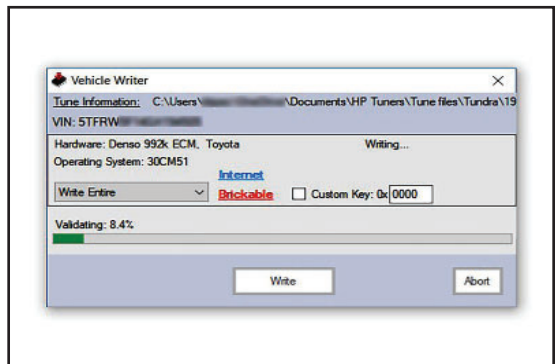 Vehicle Writer
Tune Information: C:\Users\ \Documents\HP Tuners\Tune files\Tundra\19
VIN: 5TFRW
Hardware: Denso 992k ECM, Toyota Writing...
Operating System: 30CM51
Internet
Write Entire Brickable Custom Key: 0x 0000
Validating: 8.4%
Write Abort